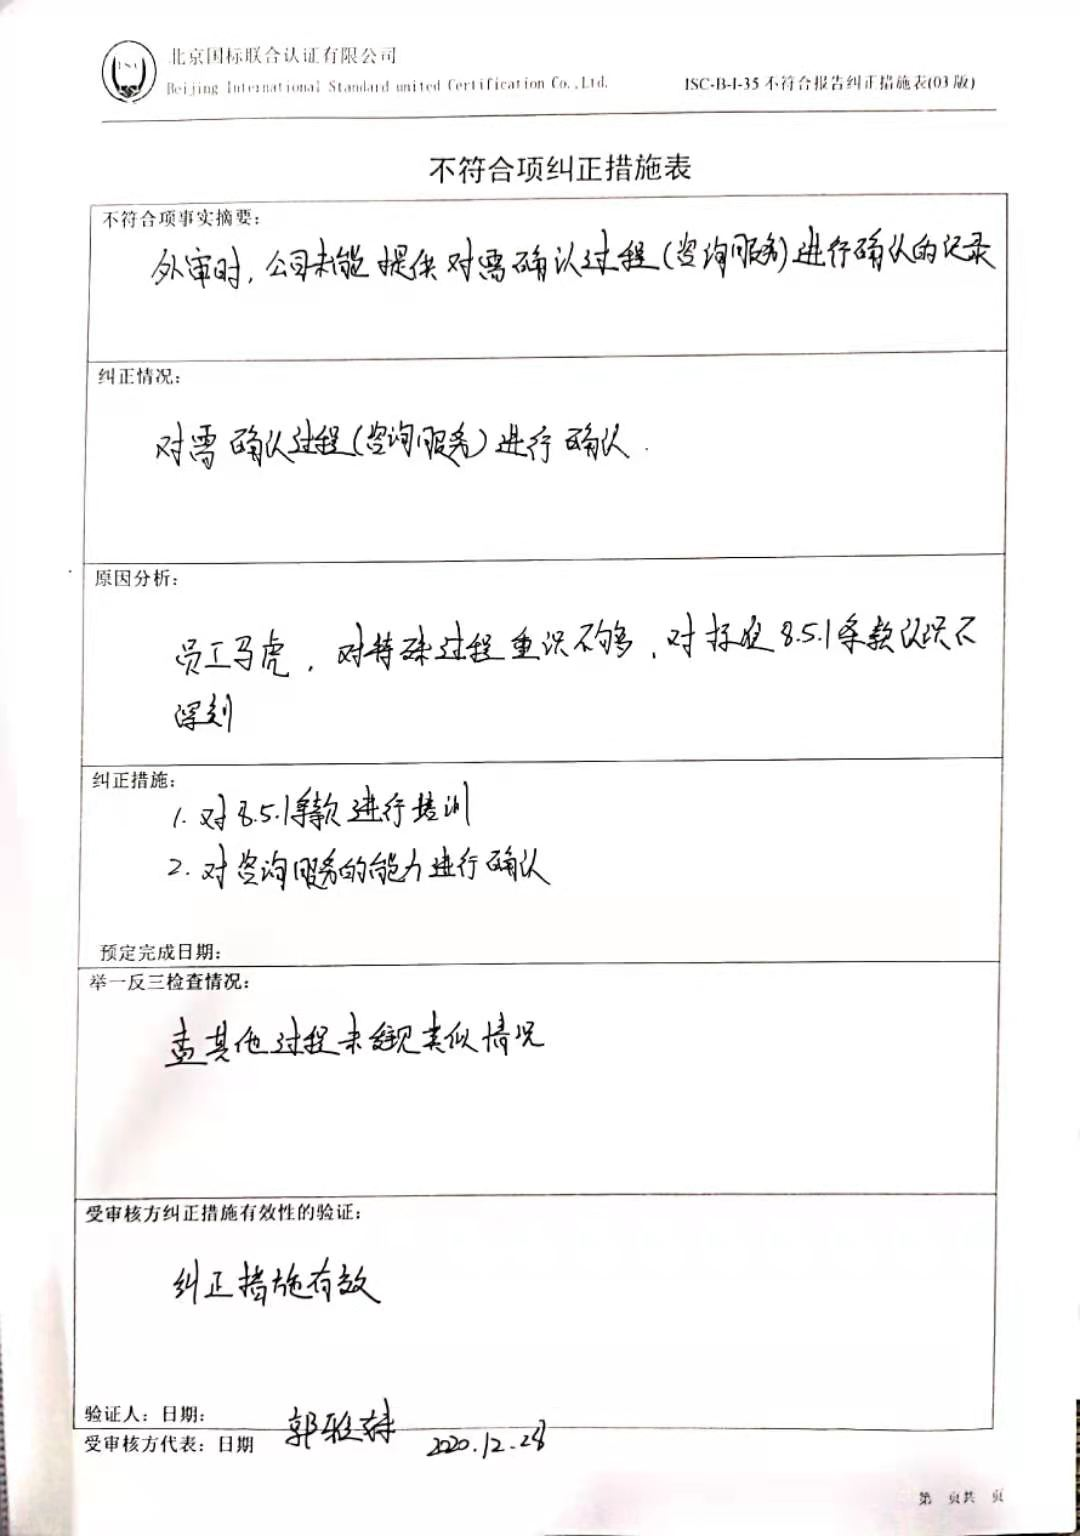 北京国标联合认证有限公司
Beijing International Standard united Certification Co.,Ltd.
ISC-B-I-35 不符合报告纠正措施表(03 版)
不符合项纠正措施表
不符合项事实摘要：
外审时，公司未能提供对需确认过程(咨询服务)进行确认的记录
纠正情况：
对需确认过程(咨询服务)进行确认.
原因分析：
员工马虎，对特殊过程重识不够，对标准8.5.1条款认识不
深刻
纠正措施：
1. 对8.5.1条款进行培训
2. 对咨询服务的能力进行确认
预定完成日期：
举一反三检查情况：
查其他过程未发现类似情况
受审核方纠正措施有效性的验证：
纠正措施有效
验证人：日期：
受审核方代表：日期
郭雅 2020.12.28
第 页共 页